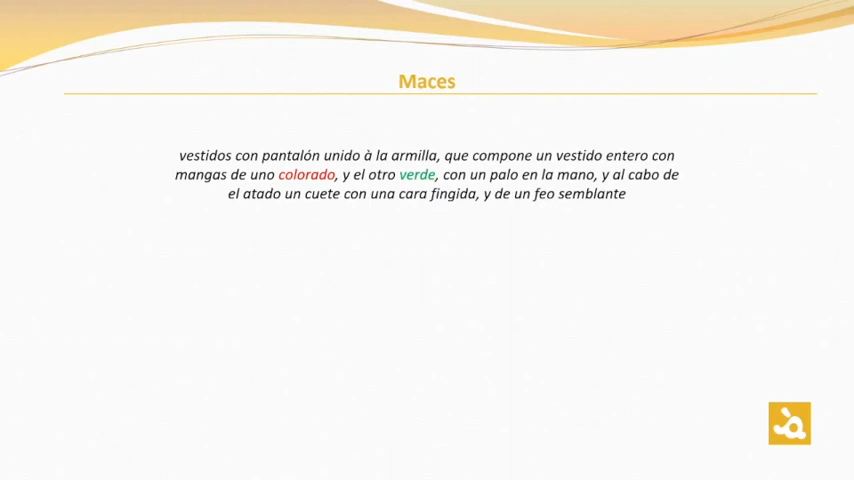 Maces
vestidos con pantalón unido à la armilla, que compone un vestido entero con
mangas de uno colorado, y el otro verde, con un palo en la mano, y al cabo de
el atado un cuete con una cara fingida, y de un feo semblante